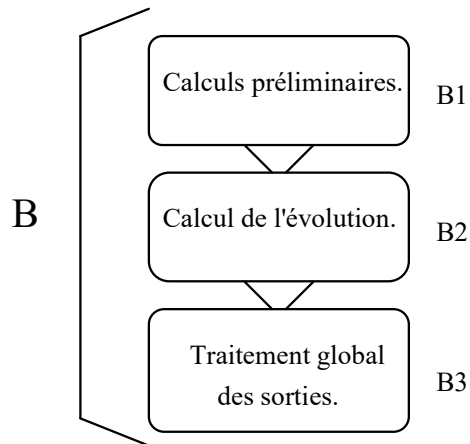 Calculs préliminaires.
B1
B
Calcul de l'évolution.
B2
Traitement global
des sorties.
B3